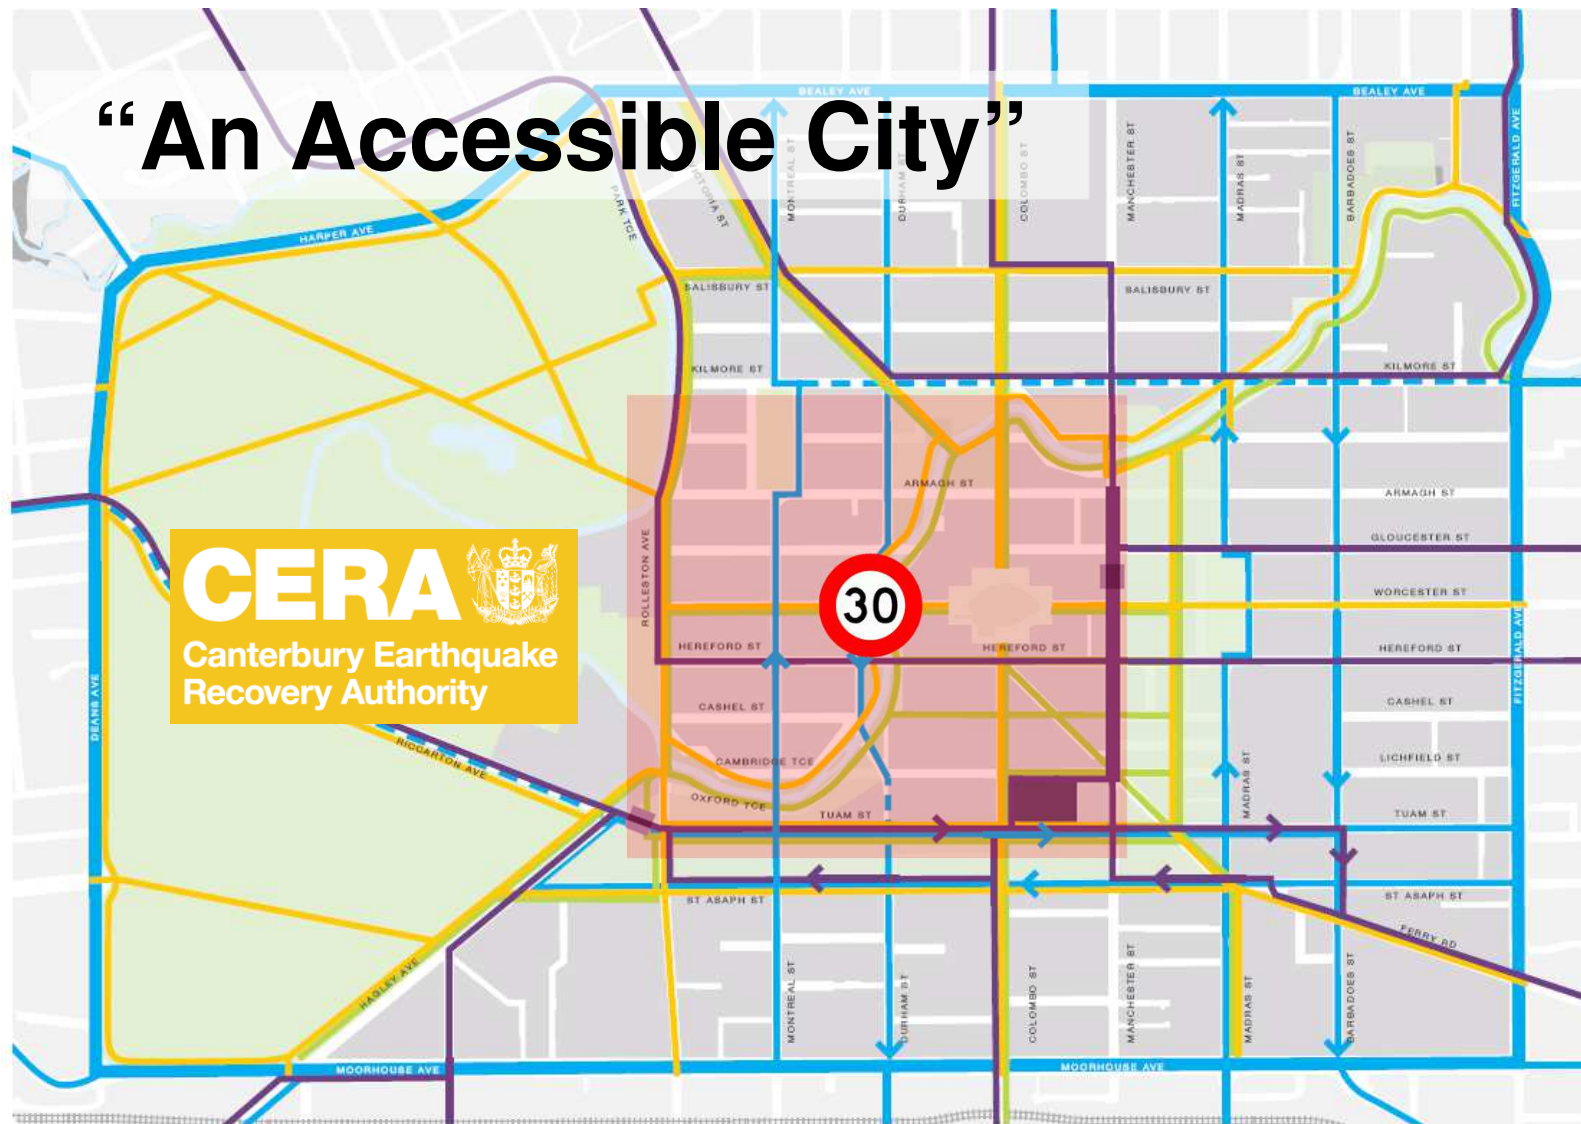 “An Accessible City”
BEALEY AVE
BEALEY AVE
FITZGERALD AVE
PARK TCE
VICTORIA ST
MONTREAL ST
DURHAM ST
COLOMBO ST
MANCHESTER ST
MADRAS ST
BARBADOES ST
HARPER AVE
SALISBURY ST
SALISBURY ST
KILMORE ST
KILMORE ST
ARMAGH ST
ARMAGH ST
GLOUCESTER ST
ROLLESTON AVE
WORCESTER ST
30
CERA
Canterbury Earthquake
Recovery Authority
HEREFORD ST
HEREFORD ST
HEREFORD ST
FITZGERALD AVE
DEANS AVE
CASHEL ST
CASHEL ST
RICCARTON AVE
CAMBRIDGE TCE
LICHFIELD ST
MADRAS ST
OXFORD TCE
TUAM ST
TUAM ST
ST ASAPH ST
ST ASAPH ST
FERRY RD
HAGLEY AVE
MONTREAL ST
DURHAM ST
COLOMBO ST
MANCHESTER ST
MADRAS ST
BARBADOES ST
MOORHOUSE AVE
MOORHOUSE AVE